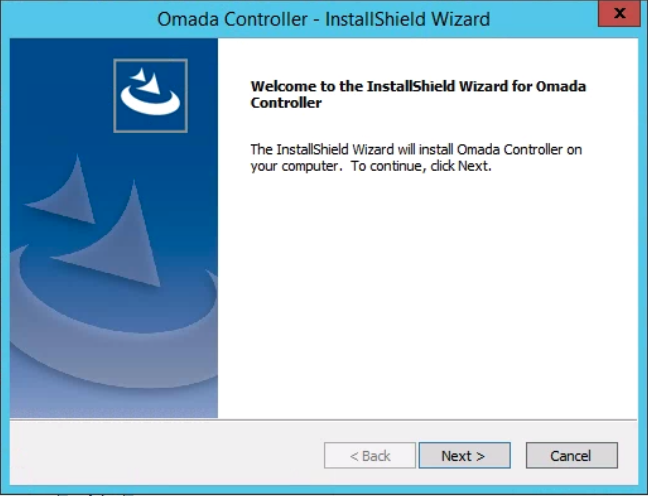 Omada Controller - InstallShield Wizard
x
Welcome to the InstallShield Wizard for Omada
Controller
The InstallShield Wizard will install Omada Controller on
your computer. To continue, click Next.
< Back
Next >
Cancel